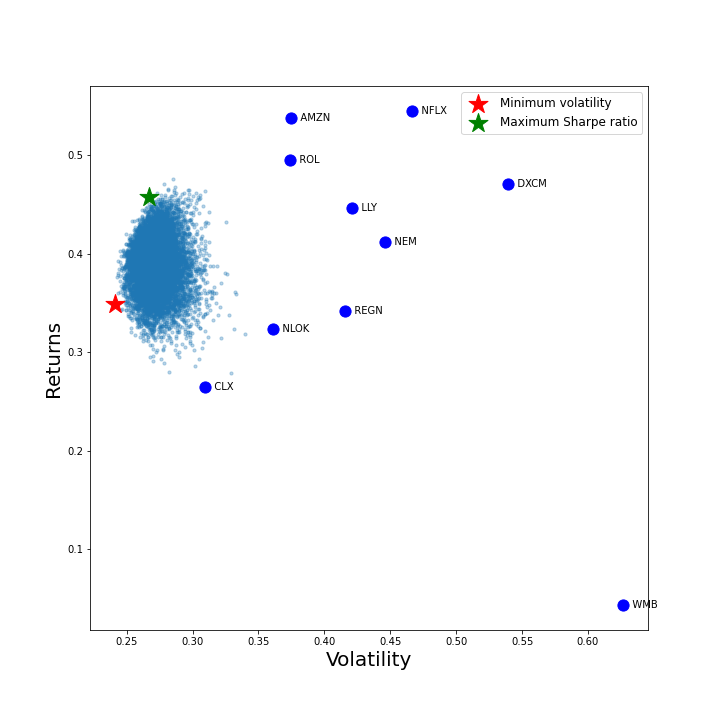 Minimum volatility
Maximum Sharpe ratio
NFLX
AMZN
ROL
DXCM
LLY
NEM
REGN
NLOK
CLX
WMB
Returns
0.5
0.4
0.3
0.2
0.1
0.25 0.30 0.35 0.40 0.45 0.50 0.55 0.60
Volatility